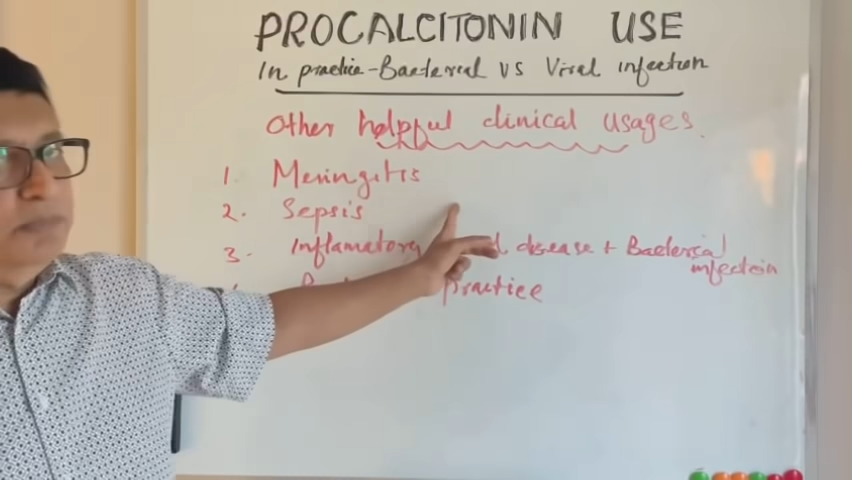 PROCALCITONIN USE
In practice-Bacterial VS Viral infection
Other helpful clinical usages.
1. Meningitis
2. Sepsis
3. Inflamatory disease + Bacterial
infection
practice